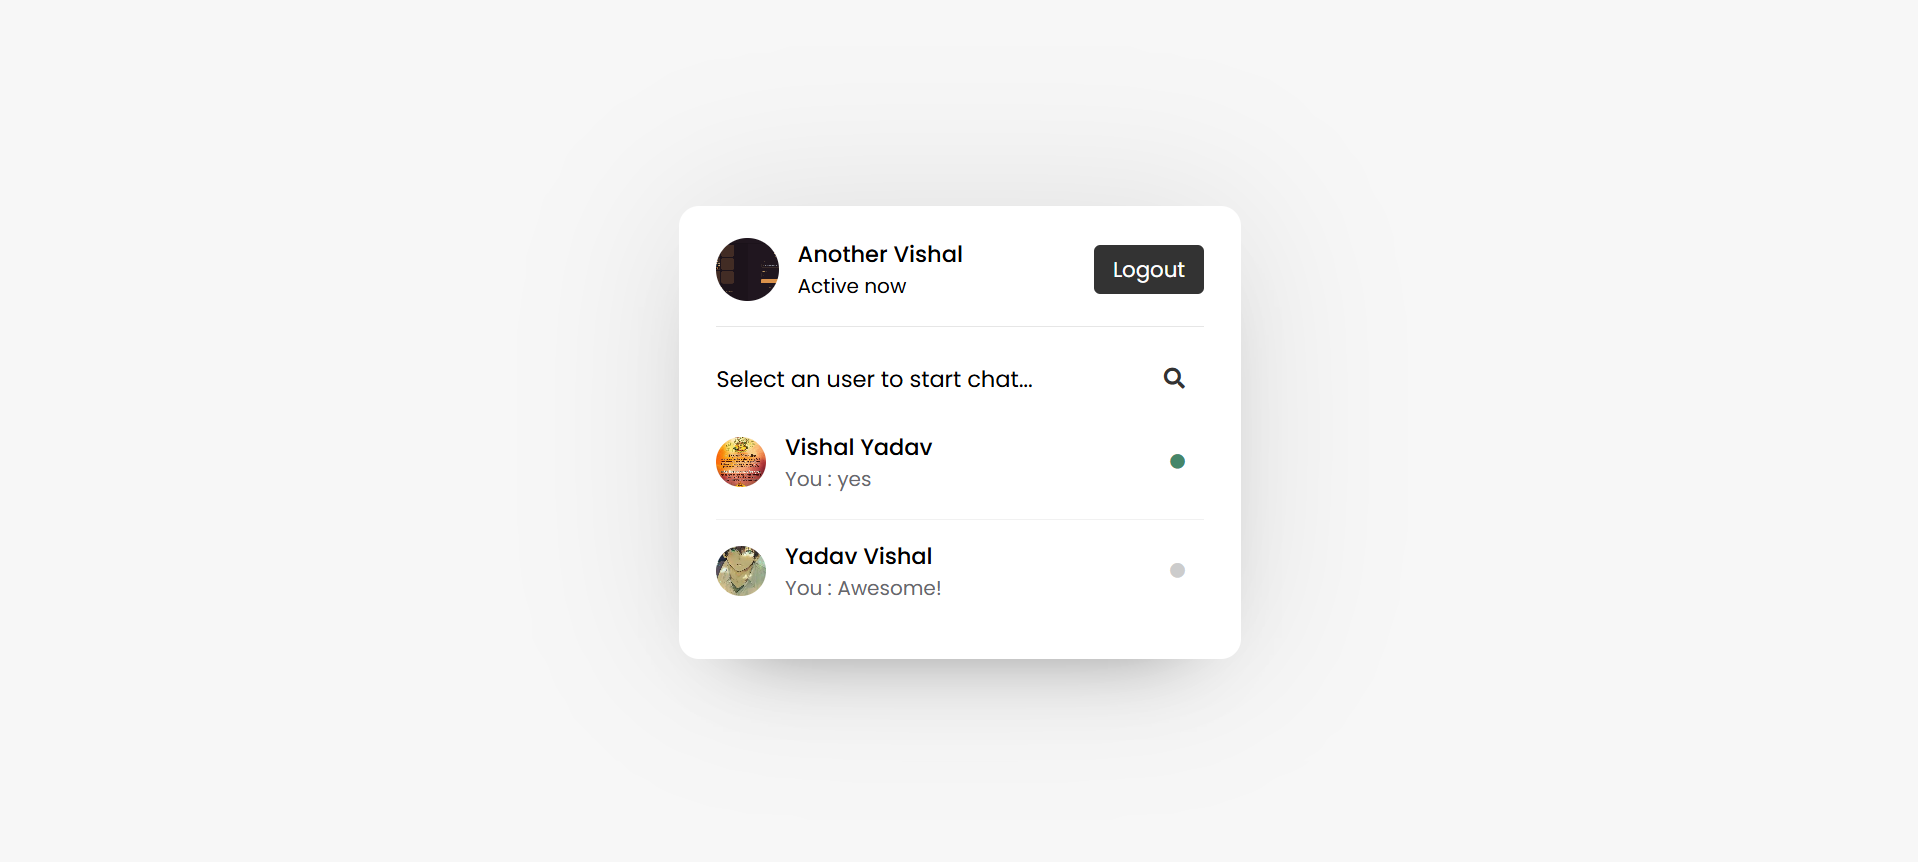 Another Vishal
Active now
Logout
Select an user to start chat...
Vishal Yadav
You : yes
Yadav Vishal
You : Awesome!